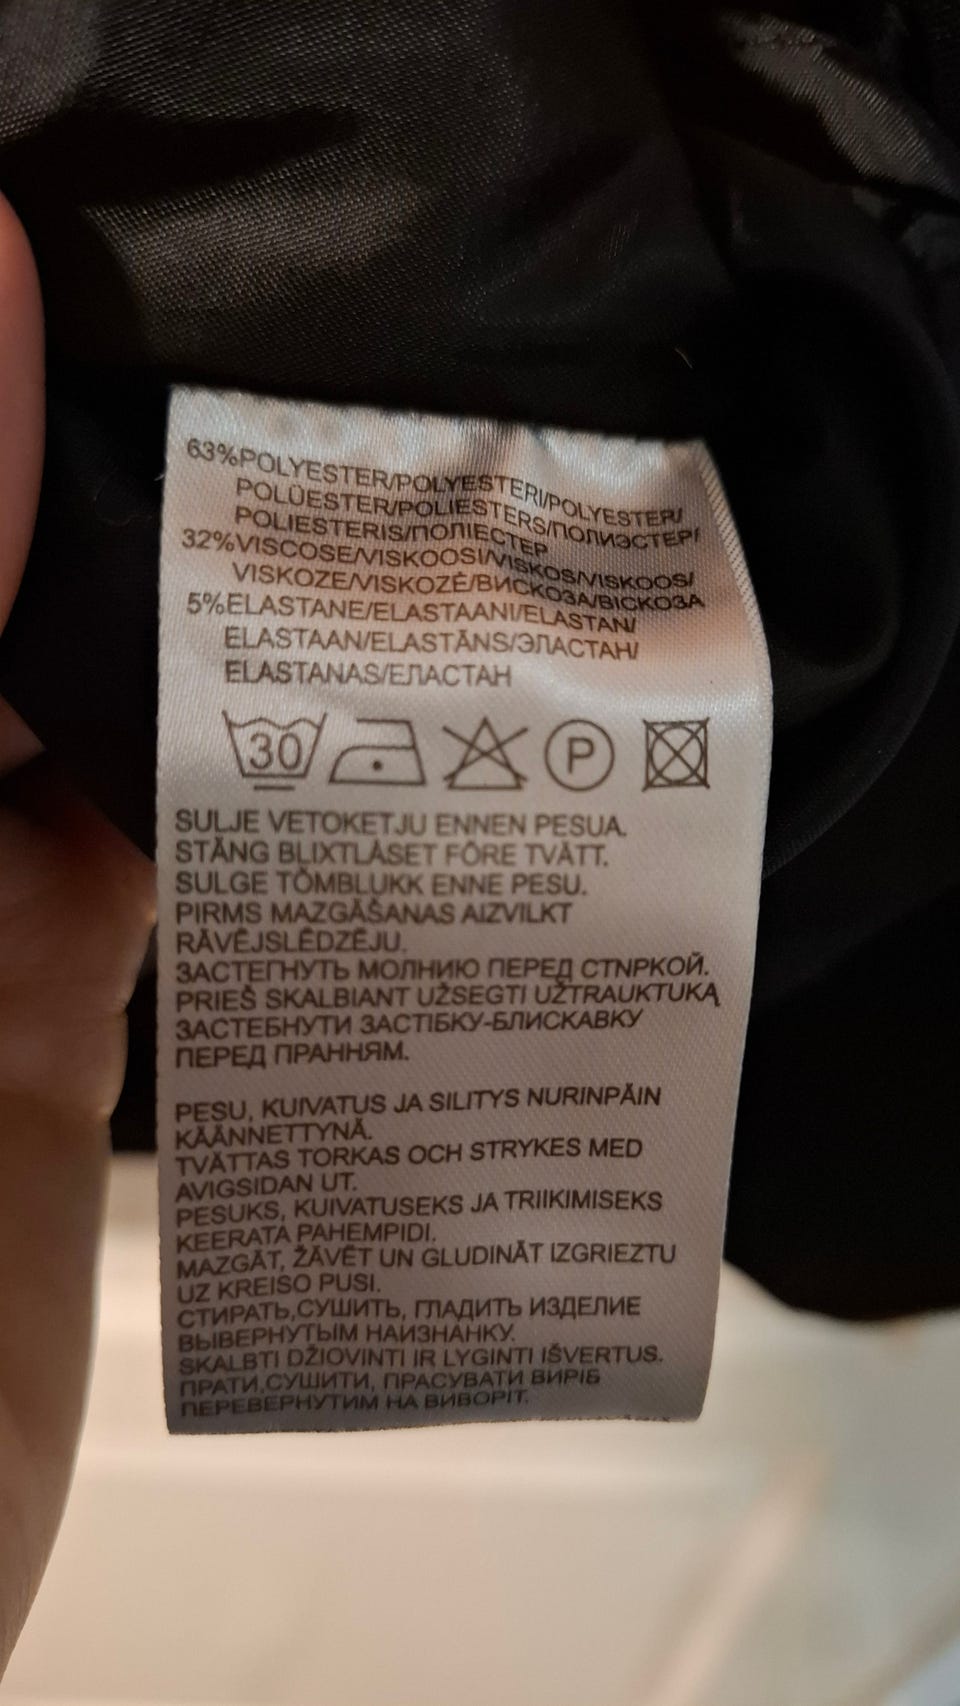 63%POLYESTER/POLYESTERI/POLYESTER/
POLÜESTER/POLIESTERS/ПОЛИЭСТЕР/
POLIESTERIS/ПОЛІЕСТЕР
32%VISCOSE/VISKOOSI/VISKOS/VISKOOS/
VISKOZE/VISKOZĖ/ВИСКОЗА/ВІСКОЗА
5%ELASTANE/ELASTAANI/ELASTAN/
ELASTAAN/ELASTĀNS/ЭЛАСТАН/
ELASTANAS/ЕЛАСТАН
30 P
SULJE VETOKETJU ENNEN PESUA.
STÄNG BLIXTLÅSET FÖRE TVÄTT.
SULGE TÕMBLUKK ENNE PESU.
PIRMS MAZGĀŠANAS AIZVILKT
RĀVĒJSLĒDZĒJU.
ЗАСТЕГНУТЬ МОЛНИЮ ПЕРЕД СТNРКОЙ.
PRIEŠ SKALBIANT UŽSEGTI UŽTRAUKTUKĄ
ЗАСТЕБНУТИ ЗАСТІБКУ-БЛИСКАВКУ
ПЕРЕД ПРАННЯМ.
PESU, KUIVATUS JA SILITYS NURINPÄIN
KÄÄNNETTYNÄ.
TVÄTTAS TORKAS OCH STRYKES MED
AVIGSIDAN UT.
PESUKS, KUIVATUSEKS JA TRIIKIMISEKS
KEERATA PAHEMPIDI.
MAZGĀT, ŽĀVĒT UN GLUDINĀT IZGRIEZTU
UZ KREISO PUSI.
СТИРАТЬ,СУШИТЬ, ГЛАДИТЬ ИЗДЕЛИЕ
ВЫВЕРНУТЫМ НАИЗНАНКУ.
SKALBTI DŽIOVINTI IR LYGINTI IŠVERTUS.
ПРАТИ,СУШИТИ, ПРАСУВАТИ ВИРІБ
ПЕРЕВЕРНУТИМ НА ВИВОРІТ.